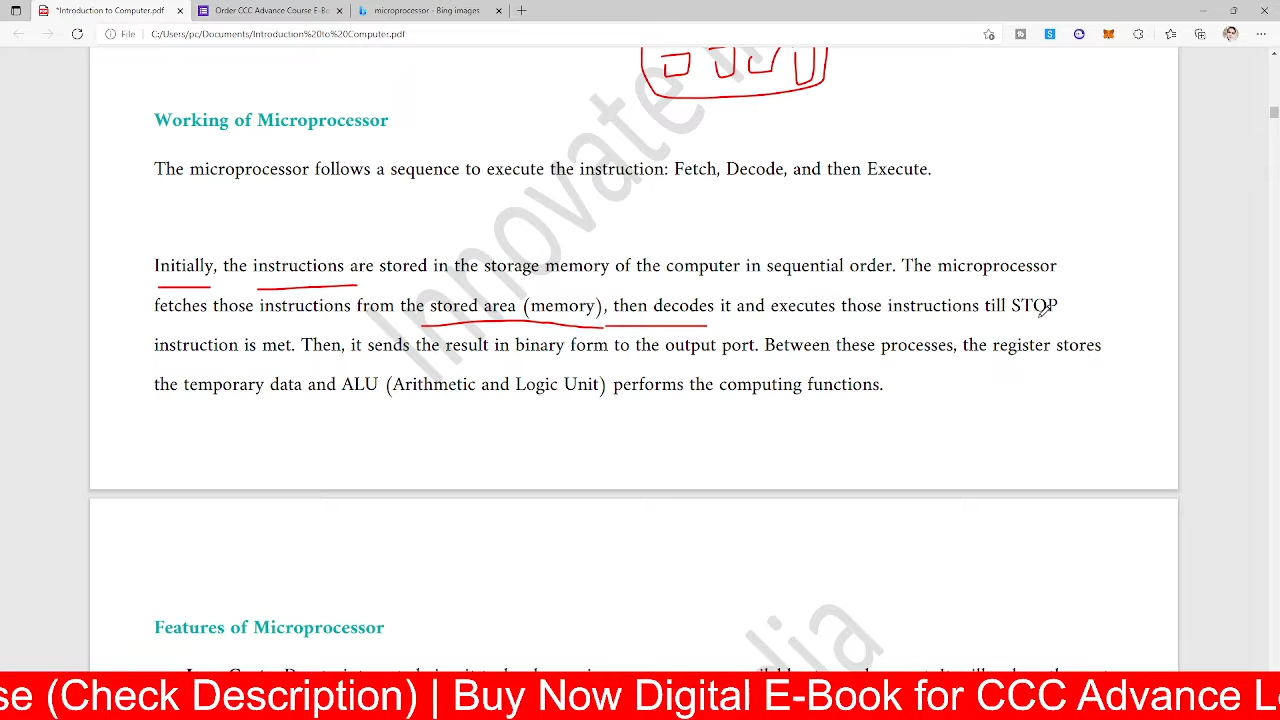 *Introduction to Computer.pdf
Order CCC Advance Course E-Bo
microprocessor - Bing images
File
C:/Users/pc/Documents/Introduction%20to%20Computer.pdf
Working of Microprocessor
The microprocessor follows a sequence to execute the instruction: Fetch, Decode, and then Execute.
Initially, the instructions are stored in the storage memory of the computer in sequential order. The microprocessor
fetches those instructions from the stored area (memory), then decodes it and executes those instructions till STOP
instruction is met. Then, it sends the result in binary form to the output port. Between these processes, the register stores
the temporary data and ALU (Arithmetic and Logic Unit) performs the computing functions.
Innovate
Features of Microprocessor
se (Check Description) | Buy Now Digital E-Book for CCC Advance L